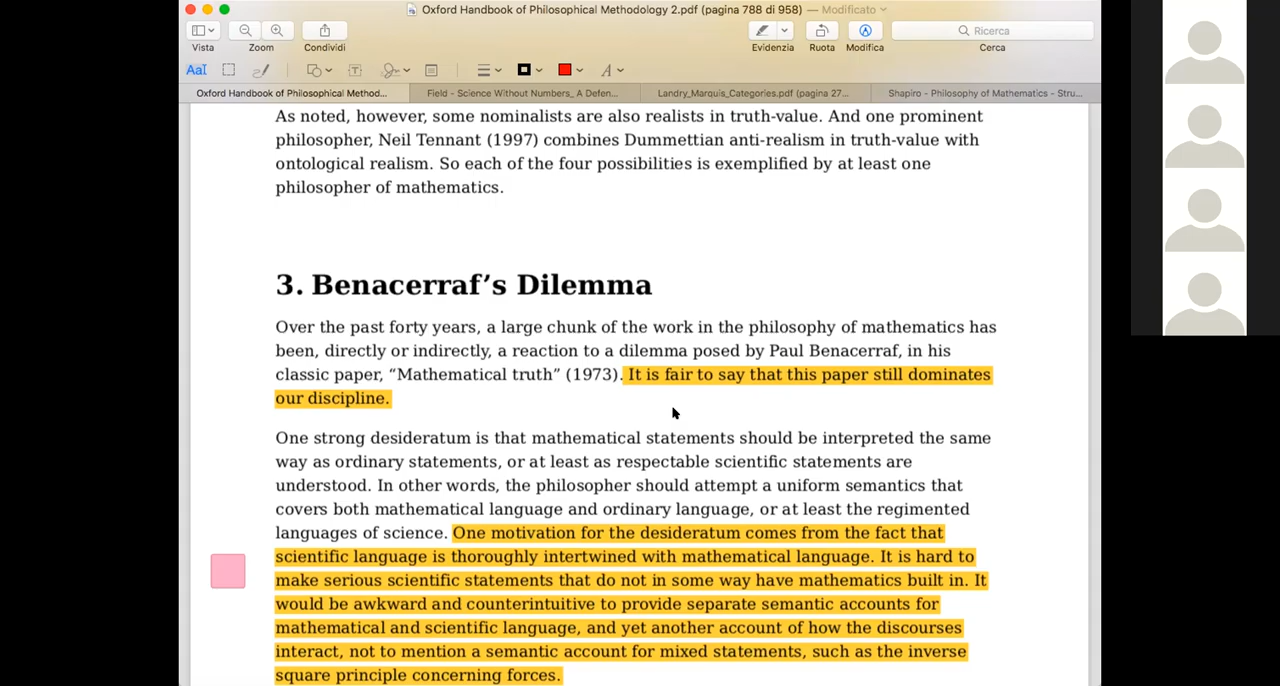 Oxford Handbook of Philosophical Methodology 2.pdf (pagina 788 di 958) — Modificato
Vista
Zoom
Condividi
Evidenzia
Ruota
Modifica
Ricerca
Cerca
AaI
A
Oxford Handbook of Philosophical Method...
Field - Science Without Numbers_ A Defen...
Landry_Marquis_Categories.pdf (pagina 27...
Shapiro - Philosophy of Mathematics - Stru...
As noted, however, some nominalists are also realists in truth-value. And one prominent
philosopher, Neil Tennant (1997) combines Dummettian anti-realism in truth-value with
ontological realism. So each of the four possibilities is exemplified by at least one
philosopher of mathematics.
3. Benacerraf’s Dilemma
Over the past forty years, a large chunk of the work in the philosophy of mathematics has
been, directly or indirectly, a reaction to a dilemma posed by Paul Benacerraf, in his
classic paper, “Mathematical truth” (1973). It is fair to say that this paper still dominates
our discipline.
One strong desideratum is that mathematical statements should be interpreted the same
way as ordinary statements, or at least as respectable scientific statements are
understood. In other words, the philosopher should attempt a uniform semantics that
covers both mathematical language and ordinary language, or at least the regimented
languages of science. One motivation for the desideratum comes from the fact that
scientific language is thoroughly intertwined with mathematical language. It is hard to
make serious scientific statements that do not in some way have mathematics built in. It
would be awkward and counterintuitive to provide separate semantic accounts for
mathematical and scientific language, and yet another account of how the discourses
interact, not to mention a semantic account for mixed statements, such as the inverse
square principle concerning forces.